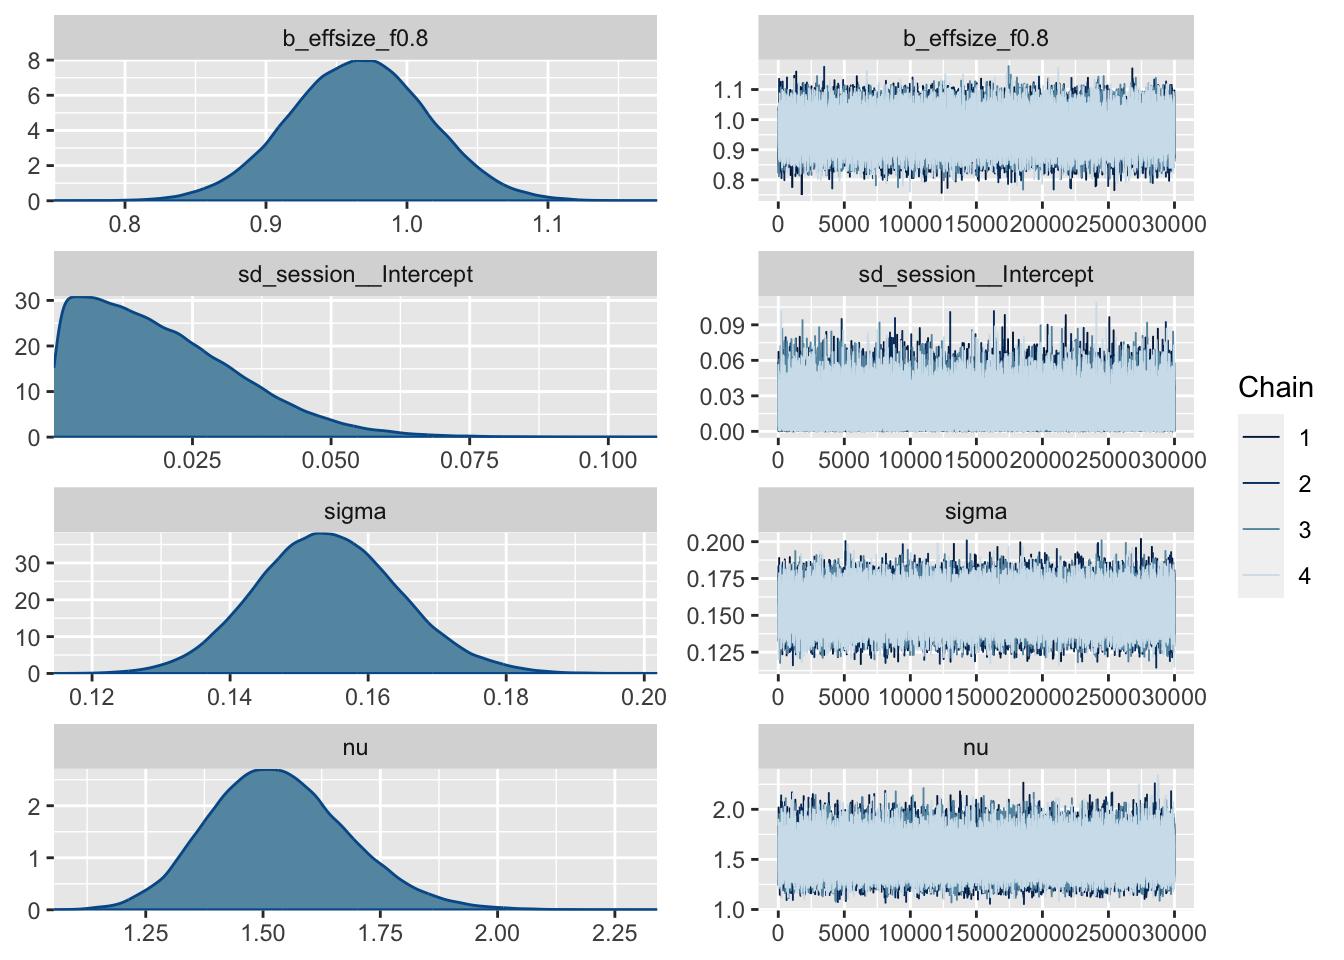 b_effsize_f0.8
8
6
4
2
0
0.8 0.9 1.0 1.1
b_effsize_f0.8
1.1
1.0
0.9
0.8
0 5000 10000 15000 20000 25000 30000
sd_session__Intercept
30
20
10
0
0.025 0.050 0.075 0.100
sd_session__Intercept
0.09
0.06
0.03
0.00
0 5000 10000 15000 20000 25000 30000
sigma
30
20
10
0
0.12 0.14 0.16 0.18 0.20
sigma
0.200
0.175
0.150
0.125
0 5000 10000 15000 20000 25000 30000
nu
2
1
0
1.25 1.50 1.75 2.00 2.25
nu
2.0
1.5
1.0
0 5000 10000 15000 20000 25000 30000
Chain
1
2
3
4